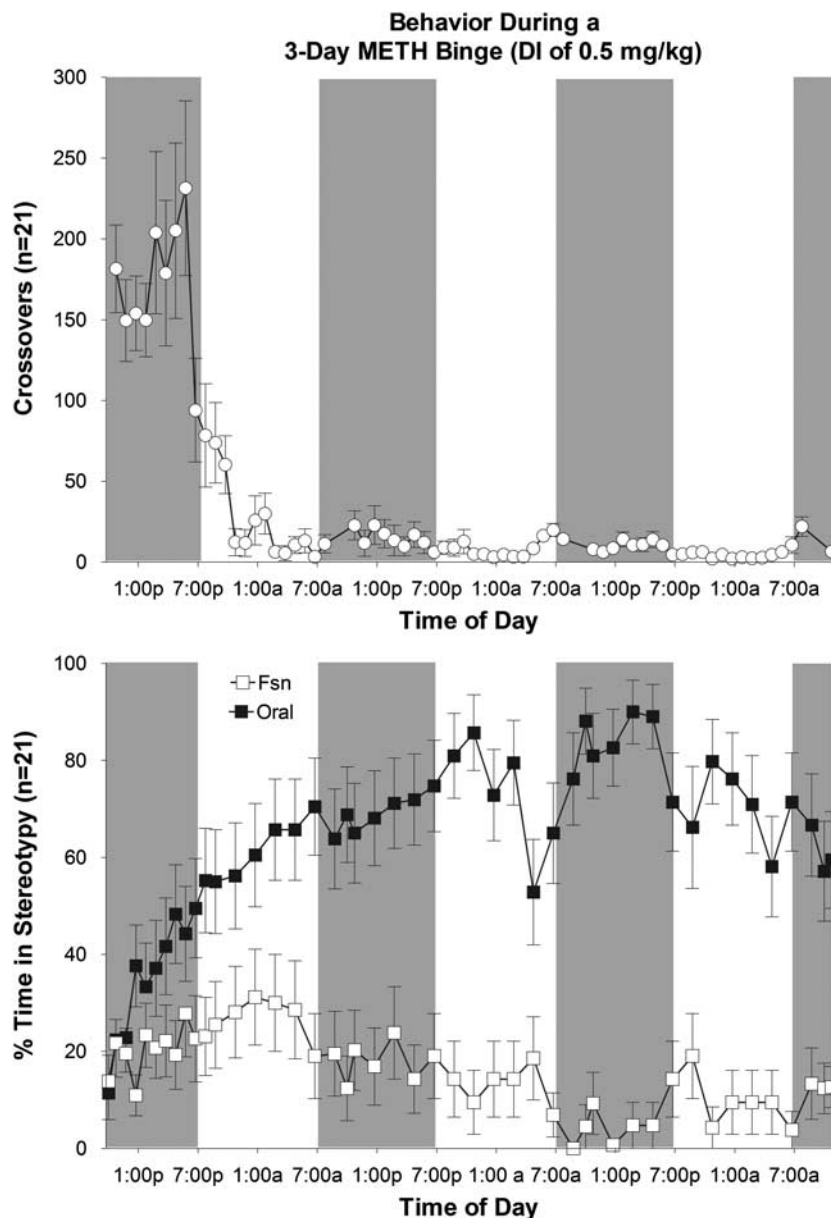 Behavior During a
3-Day METH Binge (DI of 0.5 mg/kg)
300
250
200
150
100
50
0
Crossovers (n=21)
1:00p 7:00p 1:00a 7:00a 1:00p 7:00p 1:00a 7:00a 1:00p 7:00p 1:00a 7:00a
Time of Day
100
80
60
40
20
0
% Time in Stereotypy (n=21)
Fsn
Oral
1:00p 7:00p 1:00a 7:00a 1:00p 7:00p 1:00 a 7:00a 1:00p 7:00p 1:00a 7:00a
Time of Day